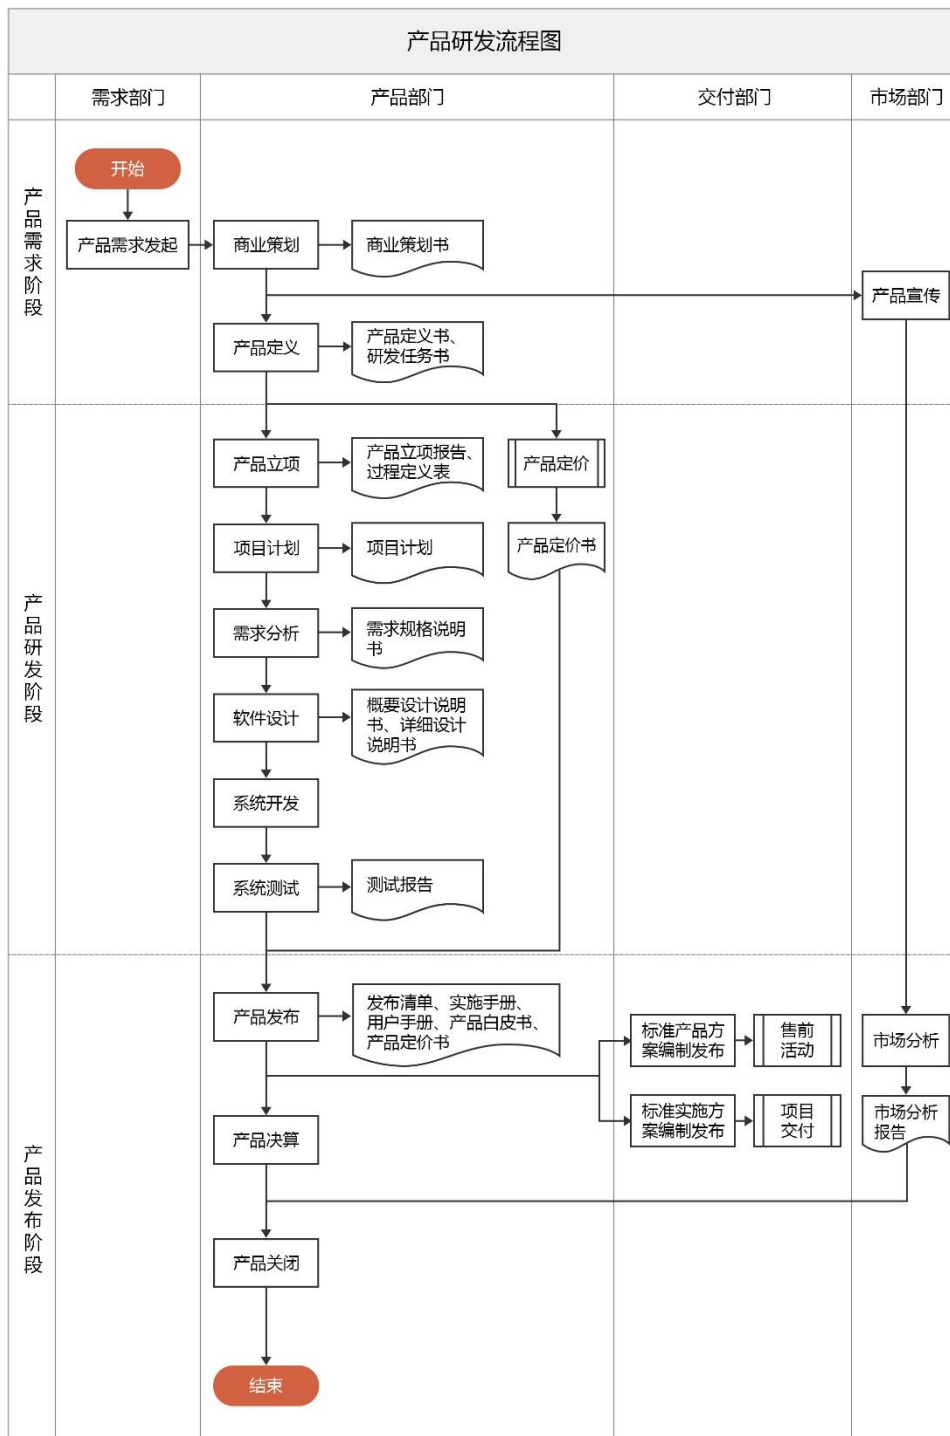 产品研发流程图
需求部门
产品部门
交付部门
市场部门
产品需求阶段
开始
产品需求发起
商业策划
商业策划书
产品宣传
产品定义
产品定义书、
研发任务书
产品研发阶段
产品立项
产品立项报告、
过程定义表
产品定价
项目计划
项目计划
产品定价书
需求分析
需求规格说明
书
软件设计
概要设计说明
书、详细设计
说明书
系统开发
系统测试
测试报告
产品发布阶段
产品发布
发布清单、实施手册、
用户手册、产品白皮书、
产品定价书
标准产品方
案编制发布
售前
活动
市场分析
产品决算
标准实施方
案编制发布
项目
交付
市场分析
报告
产品关闭
结束